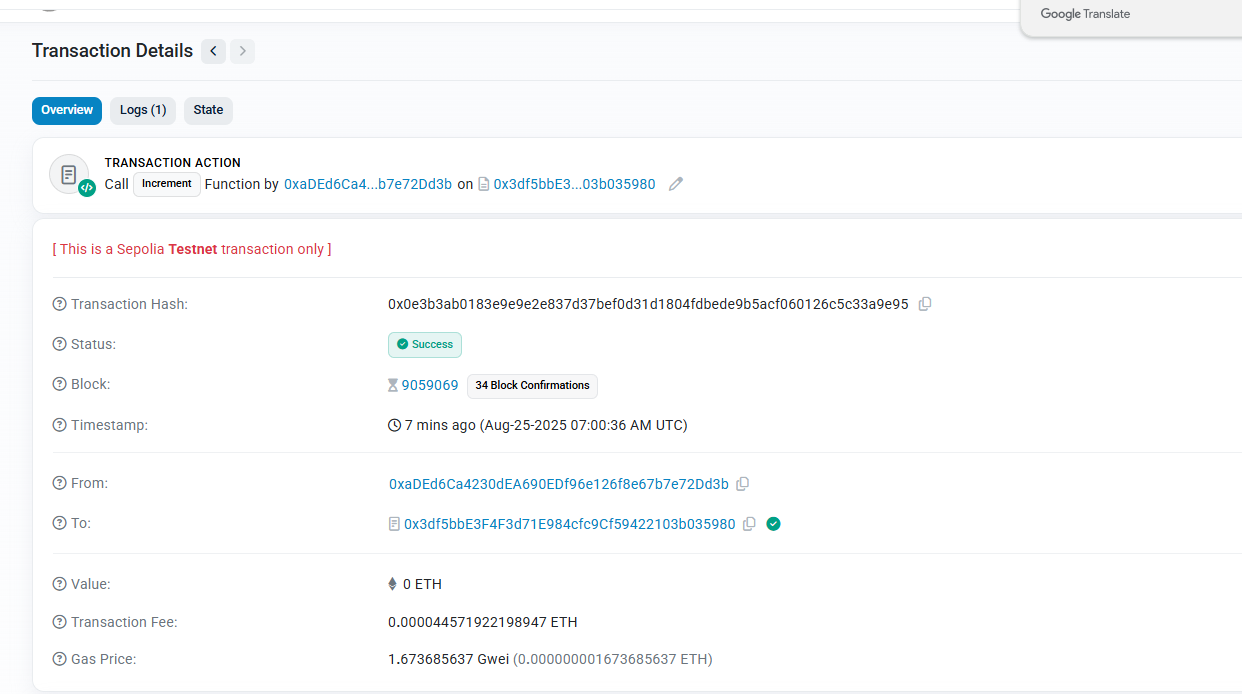 Google Translate
Transaction Details
Overview Logs (1) State
TRANSACTION ACTION
Call Increment Function by 0xaDEd6Ca4...b7e72Dd3b on 0x3df5bbE3...03b035980
[ This is a Sepolia Testnet transaction only ]
Transaction Hash: 0x0e3b3ab0183e9e9e2e837d37bef0d31d1804fdbede9b5acf060126c5c33a9e95
Status: Success
Block: 9059069 34 Block Confirmations
Timestamp: 7 mins ago (Aug-25-2025 07:00:36 AM UTC)
From: 0xaDEd6Ca4230dEA690EDf96e126f8e67b7e72Dd3b
To: 0x3df5bbE3F4F3d71E984cfc9Cf59422103b035980
Value: 0 ETH
Transaction Fee: 0.000044571922198947 ETH
Gas Price: 1.673685637 Gwei (0.000000001673685637 ETH)